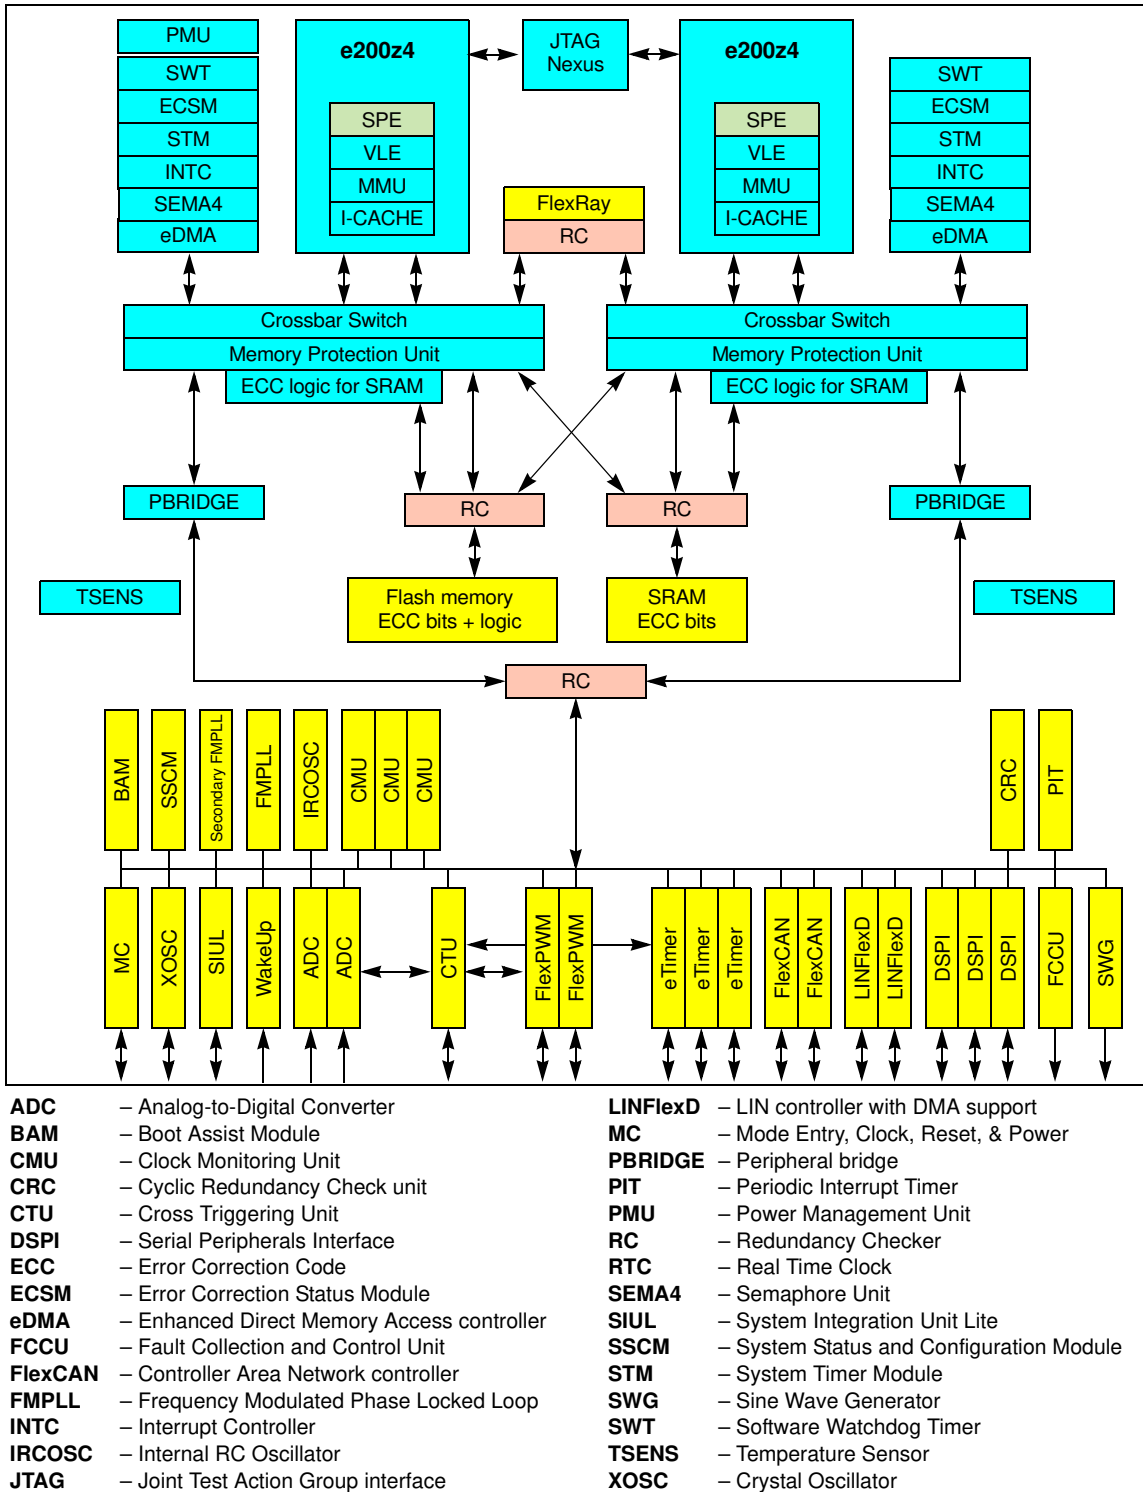 PMU
SWT
ECSM
STM
INTC
SEMA4
eDMA
e200z4
SPE
VLE
MMU
I-CACHE
JTAG
Nexus
FlexRay
RC
e200z4
SPE
VLE
MMU
I-CACHE
SWT
ECSM
STM
INTC
SEMA4
eDMA
Crossbar Switch
Memory Protection Unit
ECC logic for SRAM
Crossbar Switch
Memory Protection Unit
ECC logic for SRAM
PBRIDGE
RC
RC
PBRIDGE
TSENS
Flash memory
ECC bits + logic
SRAM
ECC bits
TSENS
RC
BAM
SSCM
Secondary FMPLL
FMPLL
IRCOSC
CMU
CMU
CMU
CRC
PIT
MC
XOSC
SIUL
WakeUp
ADC
ADC
CTU
FlexPWM
FlexPWM
eTimer
eTimer
eTimer
FlexCAN
FlexCAN
LINFlexD
LINFlexD
DSPI
DSPI
DSPI
FCCU
SWG
ADC – Analog-to-Digital Converter
BAM – Boot Assist Module
CMU – Clock Monitoring Unit
CRC – Cyclic Redundancy Check unit
CTU – Cross Triggering Unit
DSPI – Serial Peripherals Interface
ECC – Error Correction Code
ECSM – Error Correction Status Module
eDMA – Enhanced Direct Memory Access controller
FCCU – Fault Collection and Control Unit
FlexCAN – Controller Area Network controller
FMPLL – Frequency Modulated Phase Locked Loop
INTC – Interrupt Controller
IRCOSC – Internal RC Oscillator
JTAG – Joint Test Action Group interface
LINFlexD – LIN controller with DMA support
MC – Mode Entry, Clock, Reset, & Power
PBRIDGE – Peripheral bridge
PIT – Periodic Interrupt Timer
PMU – Power Management Unit
RC – Redundancy Checker
RTC – Real Time Clock
SEMA4 – Semaphore Unit
SIUL – System Integration Unit Lite
SSCM – System Status and Configuration Module
STM – System Timer Module
SWG – Sine Wave Generator
SWT – Software Watchdog Timer
TSENS – Temperature Sensor
XOSC – Crystal Oscillator